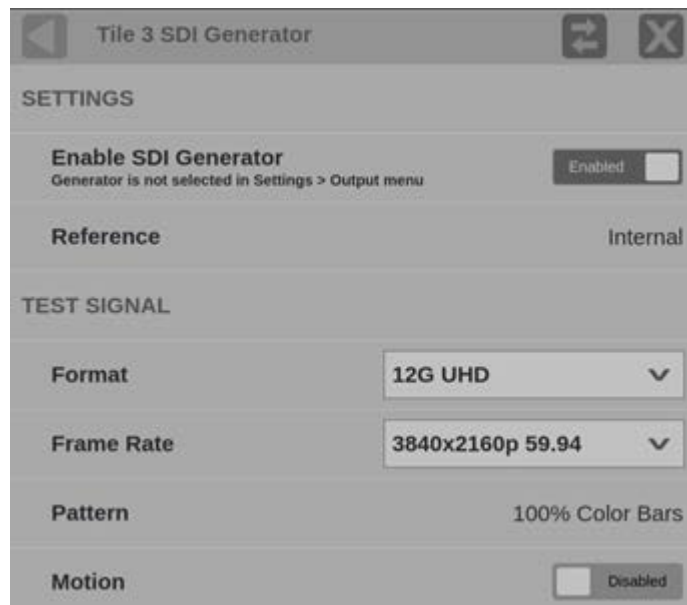 Tile 3 SDI Generator
SETTINGS
Enable SDI Generator
Generator is not selected in Settings > Output menu
Enabled
Reference
Internal
TEST SIGNAL
Format
12G UHD
Frame Rate
3840x2160p 59.94
Pattern
100% Color Bars
Motion
Disabled